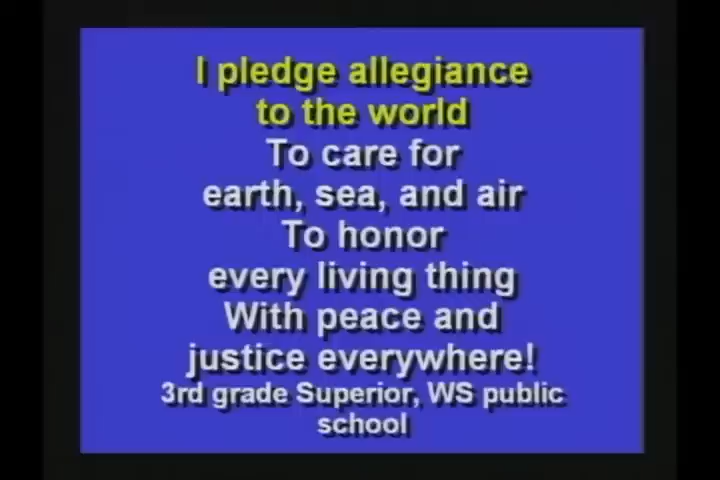 I pledge allegiance
to the world
To care for
earth, sea, and air
To honor
every living thing
With peace and
justice everywhere!
3rd grade Superior, WS public
school